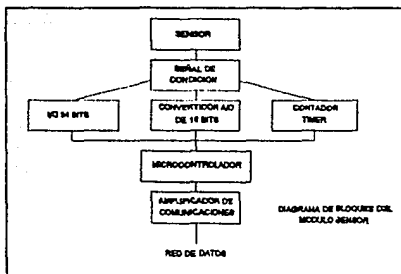 SENSOR
SEÑAL DE
CONDICION
I/O 24 BITS
CONVERTIDOR A/D
DE 16 BITS
CONTADOR
TIMER
MICROCONTROLADOR
AMPLIFICADOR DE
COMUNICACIONES
DIAGRAMA DE BLOQUES DEL
MODULO SENSOR
RED DE DATOS